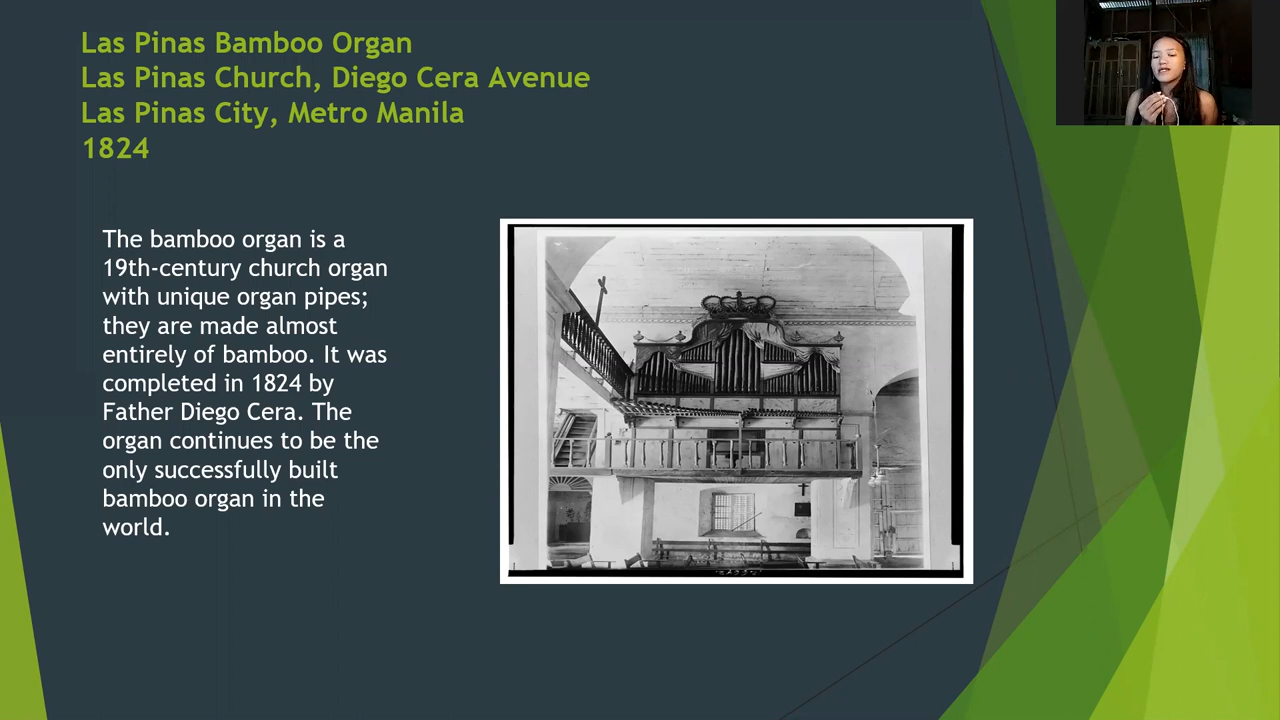 Las Pinas Bamboo Organ
Las Pinas Church, Diego Cera Avenue
Las Pinas City, Metro Manila
1824
The bamboo organ is a
19th-century church organ
with unique organ pipes;
they are made almost
entirely of bamboo. It was
completed in 1824 by
Father Diego Cera. The
organ continues to be the
only successfully built
bamboo organ in the
world.